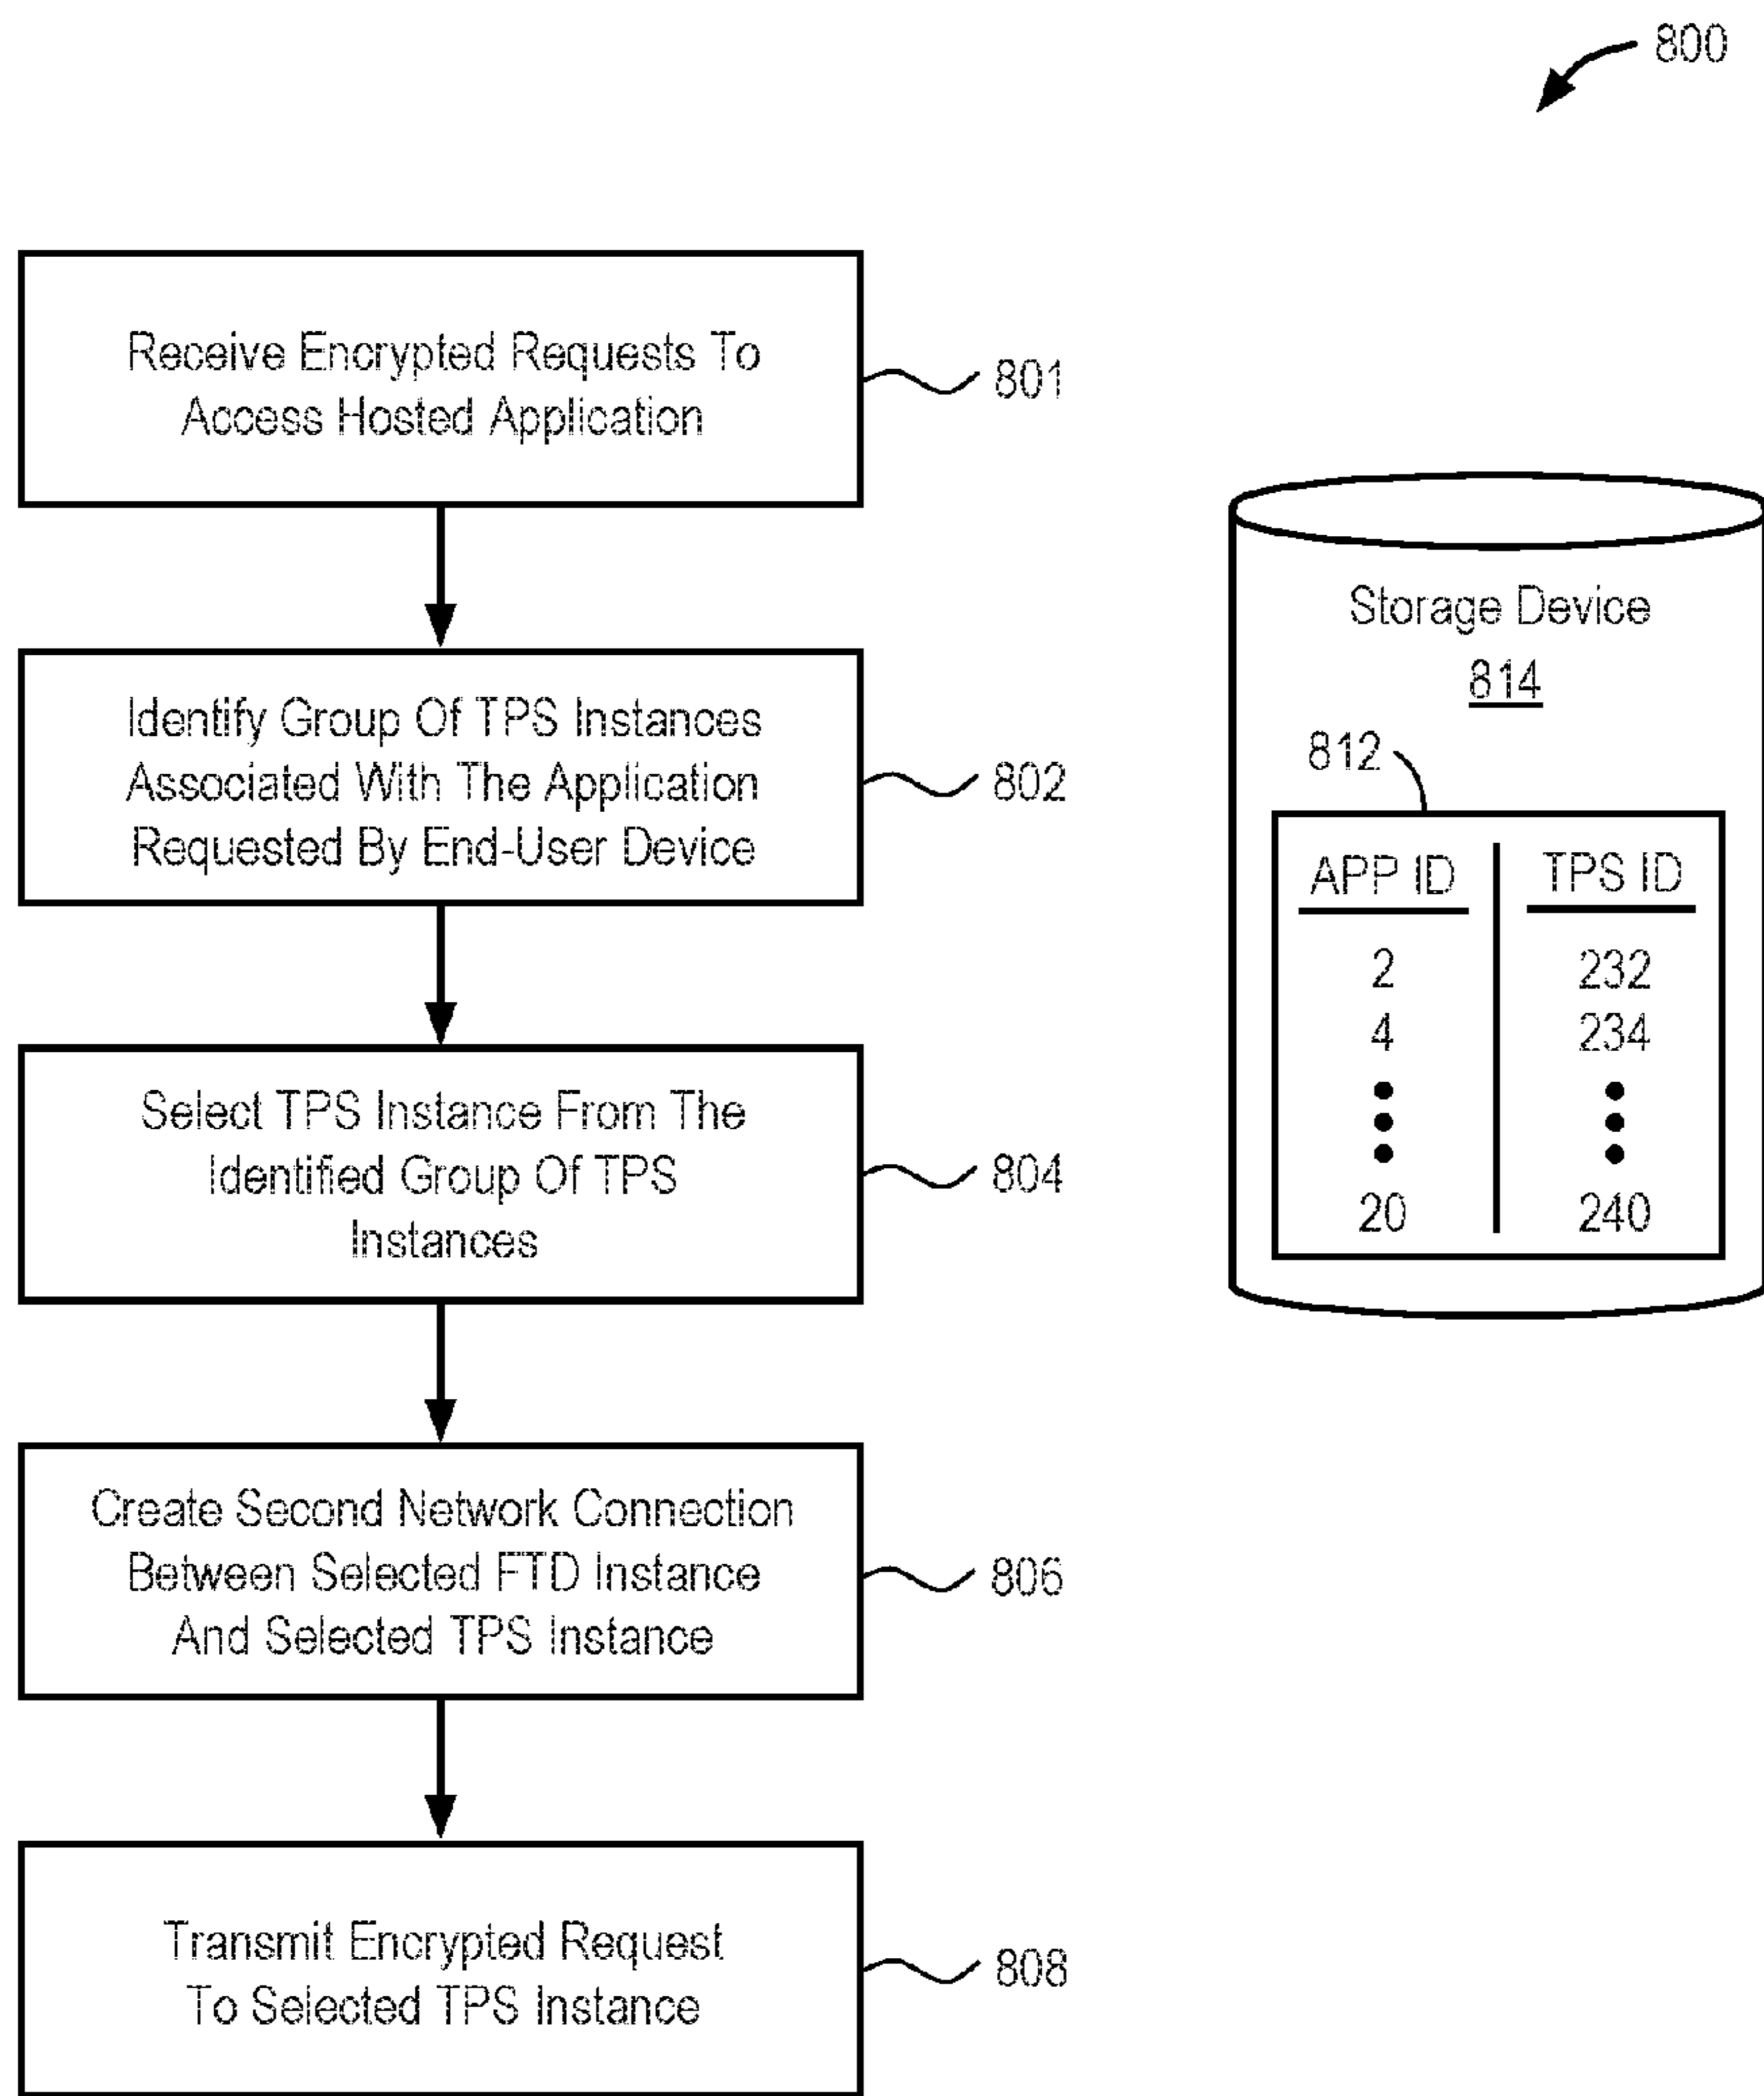 800
Receive Encrypted Requests To
Access Hosted Application
801
Identify Group Of TPS Instances
Associated With The Application
Requested By End-User Device
802
Select TPS Instance From The
Identified Group Of TPS
Instances
804
Create Second Network Connection
Between Selected FTD Instance
And Selected TPS Instance
806
Transmit Encrypted Request
To Selected TPS Instance
808
Storage Device
814
812
APP ID TPS ID
2 232
4 234
20 240